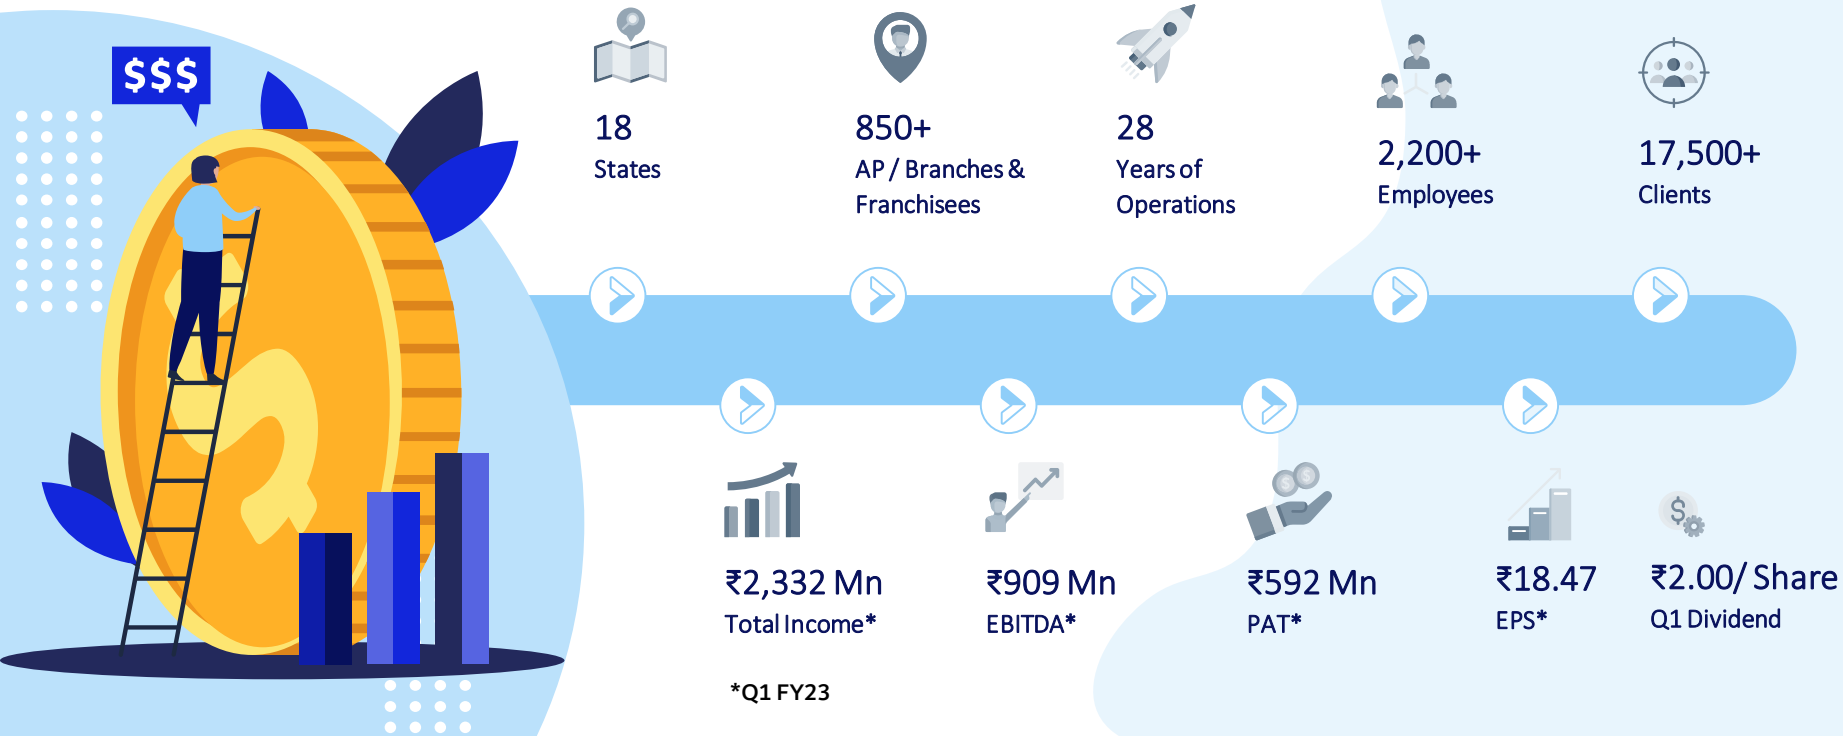 $$$
18
States
850+
AP / Branches &
Franchisees
28
Years of
Operations
2,200+
Employees
17,500+
Clients
₹2,332 Mn
Total Income*
₹909 Mn
EBITDA*
₹592 Mn
PAT*
₹18.47
EPS*
₹2.00/ Share
Q1 Dividend
*Q1 FY23